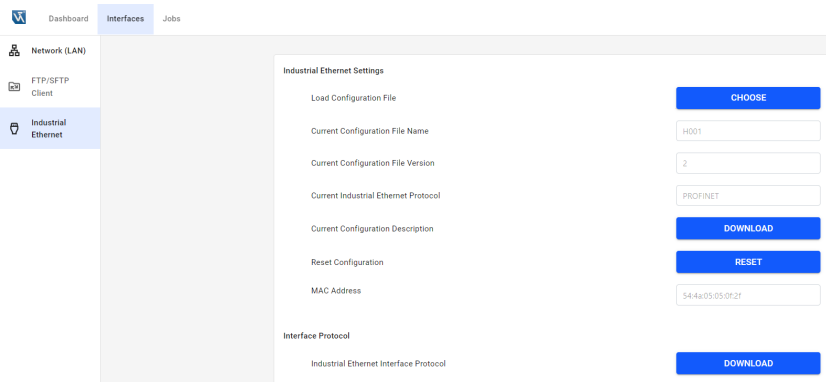 Dashboard Interfaces Jobs
Network (LAN)
FTP/SFTP
Client
Industrial
Ethernet
Industrial Ethernet Settings
Load Configuration File CHOOSE
Current Configuration File Name H001
Current Configuration File Version 2
Current Industrial Ethernet Protocol PROFINET
Current Configuration Description DOWNLOAD
Reset Configuration RESET
MAC Address 54:4a:05:05:0f:2f
Interface Protocol
Industrial Ethernet Interface Protocol DOWNLOAD